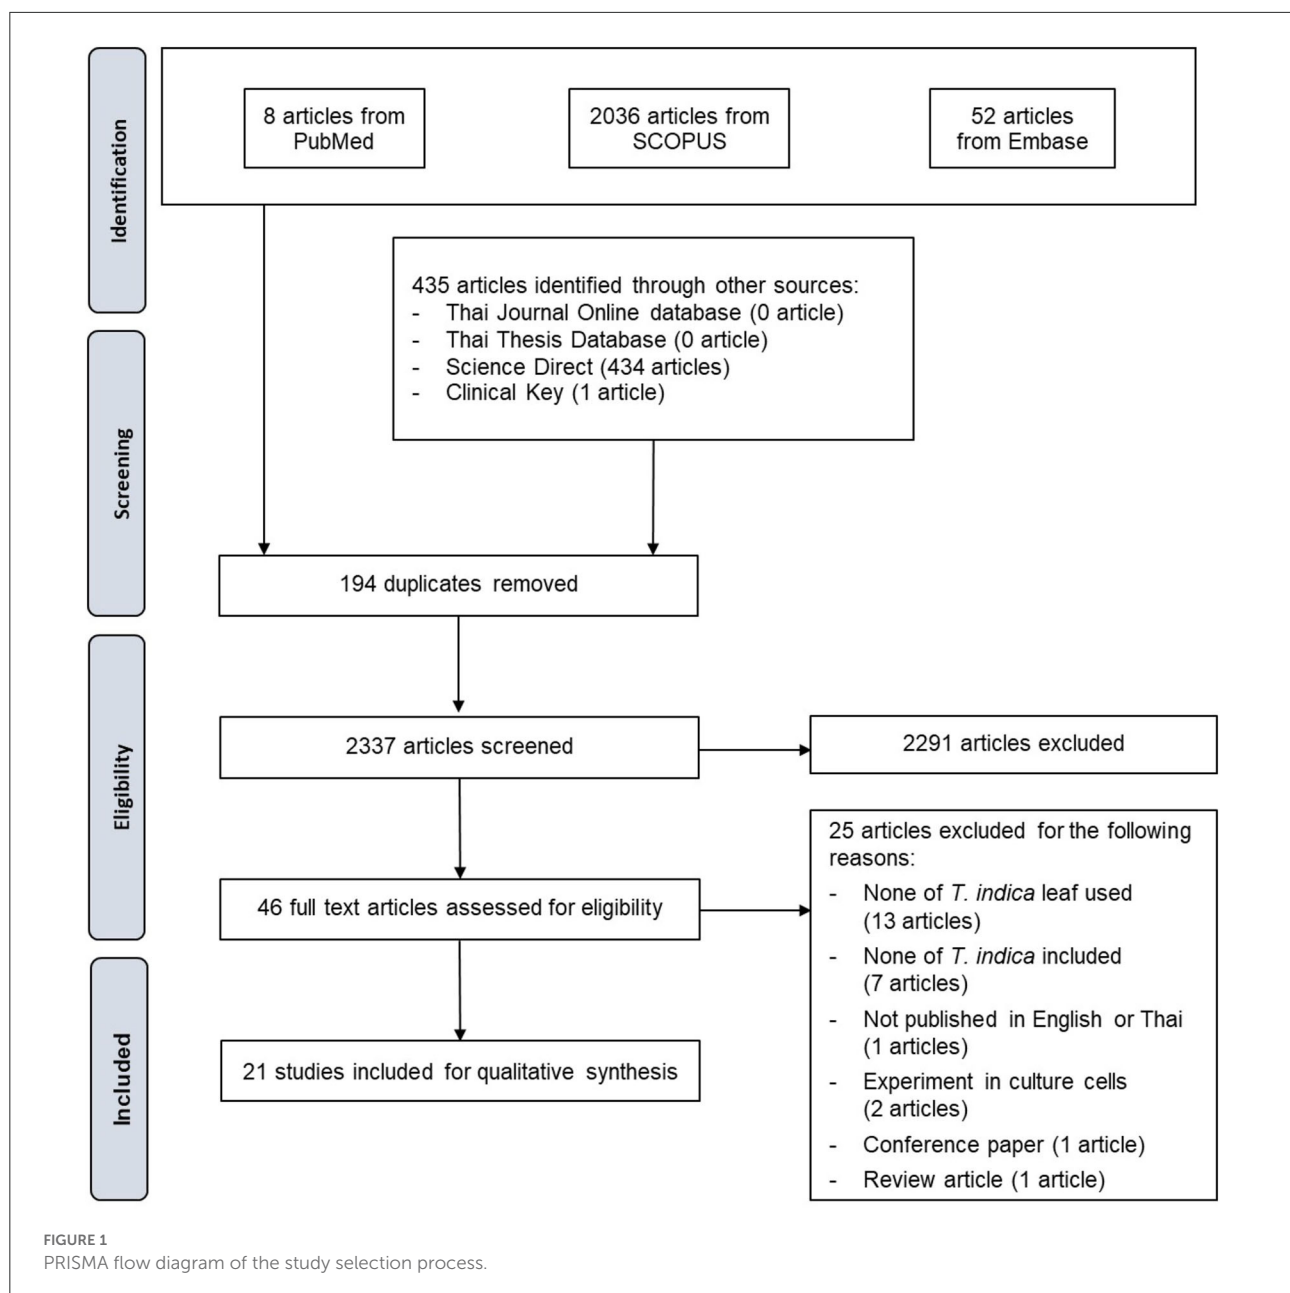 Identification
8 articles from
PubMed
2036 articles from
SCOPUS
52 articles
from Embase
435 articles identified through other sources:
- Thai Journal Online database (0 article)
- Thai Thesis Database (0 article)
- Science Direct (434 articles)
- Clinical Key (1 article)
Screening
194 duplicates removed
Eligibility
2337 articles screened
2291 articles excluded
46 full text articles assessed for eligibility
25 articles excluded for the following
reasons:
- None of T. indica leaf used
(13 articles)
- None of T. indica included
(7 articles)
- Not published in English or Thai
(1 articles)
- Experiment in culture cells
(2 articles)
- Conference paper (1 article)
- Review article (1 article)
Included
21 studies included for qualitative synthesis
FIGURE 1
PRISMA flow diagram of the study selection process.